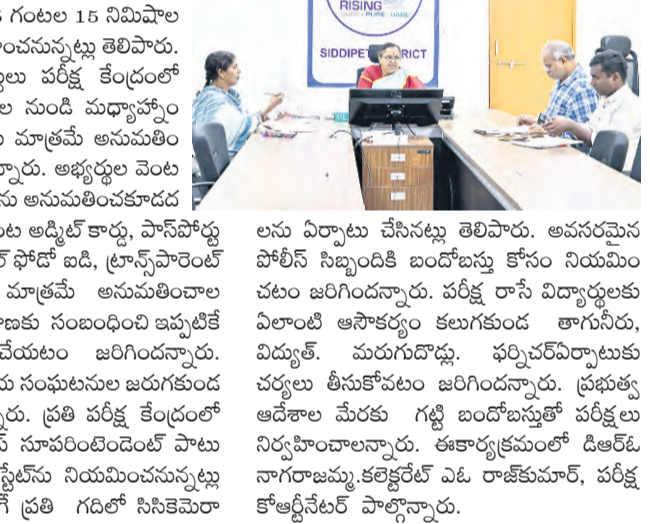 గంటల 15 నిమిషాల
తెలిపారు.
పరీక్ష కేంద్రంలో
నుండి మధ్యాహ్నాం
మాత్రమే అనుమతిం
న్నారు. అభ్యర్థుల వెంట
అనుమతించకూడద
అడ్మిట్ కార్డు, పాస్‌పోర్టు
ఫోడో ఐడి, ట్రాన్స్‌పారెంట్
మాత్రమే అనుమతించాల
సంబంధించి ఇప్పటికే
చేయటం జరిగిందన్నారు.
సంఘటనుల జరుగకుండ
ప్రతి పరీక్ష కేంద్రంలో
సూపరింటెండెంట్ పాటు
నియమించనున్నట్లు
ప్రతి గదిలో సిసికెమెరా
RISING
SIDDIPET DISTRICT
లను ఏర్పాటు చేసినట్లు తెలిపారు. అవసరమైన
పోలీస్ సిబ్బందికి బందోబస్తు కోసం నియమిం
చటం జరిగిందన్నారు. పరీక్ష రాసే విద్యార్థులకు
ఏలాంటి ఆసౌకర్యం కలుగకుండ తాగునీరు,
విద్యుత్. మరుగుదొడ్లు. ఫర్నిచర్‌ఏర్పాటుకు
చర్యలు తీసుకోవటం జరిగిందన్నారు. ప్రభుత్వ
ఆదేశాల మేరకు గట్టి బందోబస్తుతో పరీక్షలు
నిర్వహించాలన్నారు. ఈకార్యక్రమంలో డిఆర్‌ఓ
నాగరాజమ్మ.కలెక్టరేట్ ఎఓ రాజ్‌కుమార్, పరీక్ష
కోఆర్టీనేటర్ పాల్గొన్నారు.